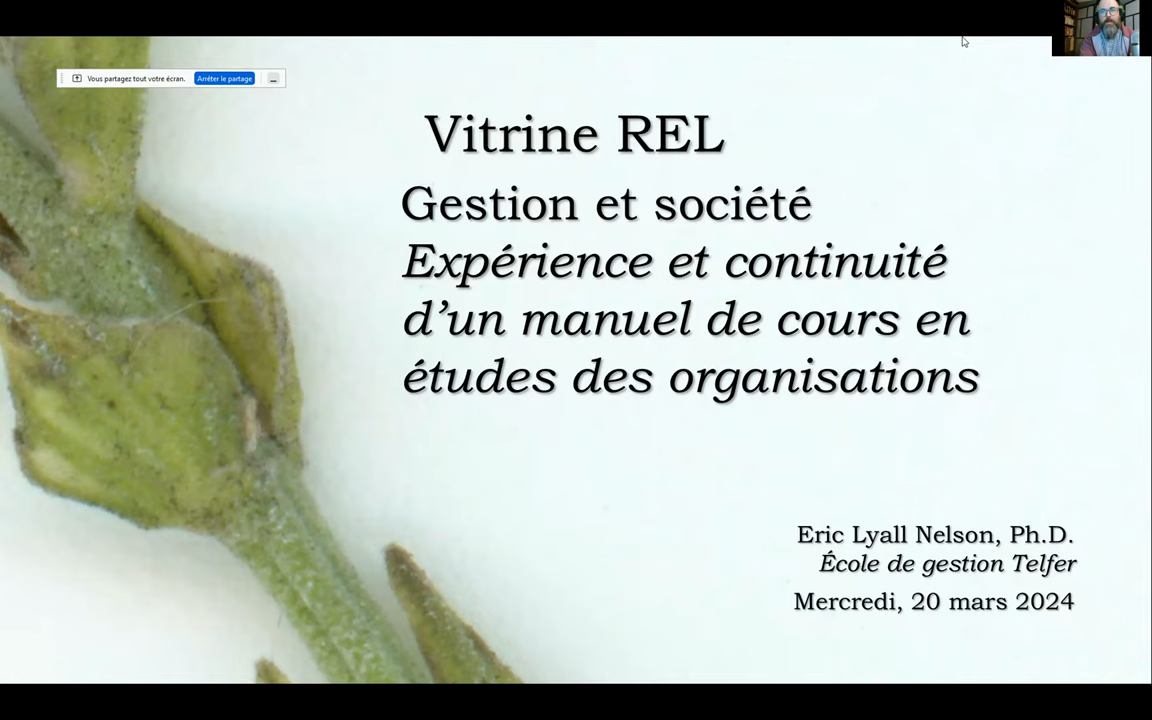 Vous partagez tout votre écran. Arrêter le partage
Vitrine REL
Gestion et société
Expérience et continuité
d’un manuel de cours en
études des organisations
Eric Lyall Nelson, Ph.D.
École de gestion Telfer
Mercredi, 20 mars 2024